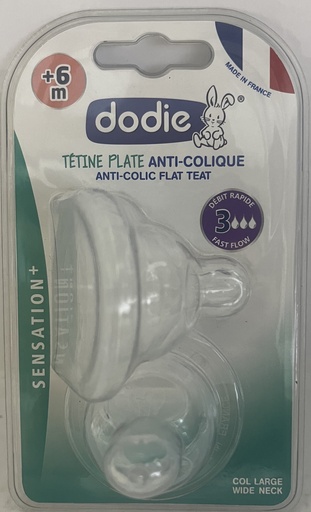 +6
m
MADE IN FRANCE
dodie®
TÉTINE PLATE ANTI-COLIQUE
ANTI-COLIC FLAT TEAT
DÉBIT RAPIDE
3
FAST FLOW
SENSATION+
COL LARGE
WIDE NECK